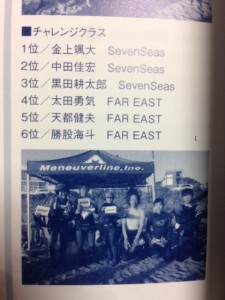 ■チャレンジクラス
1位／金上颯大 SevenSeas
2位／中田佳宏 SevenSeas
3位／黒田耕太郎 SevenSeas
4位／太田勇気 FAR EAST
5位／天都健夫 FAR EAST
6位／勝股海斗 FAR EAST
Maneuverline,Inc.